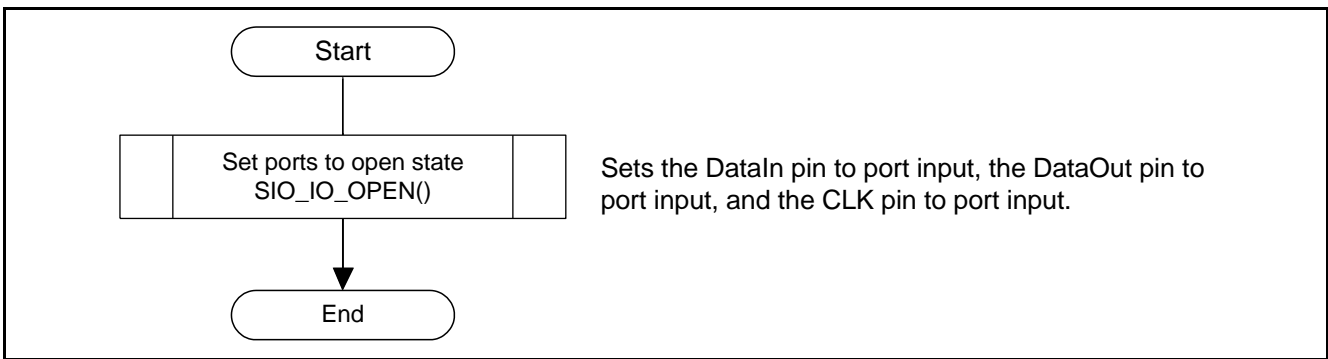 Start
Set ports to open state
SIO_IO_OPEN()
Sets the DataIn pin to port input, the DataOut pin to
port input, and the CLK pin to port input.
End